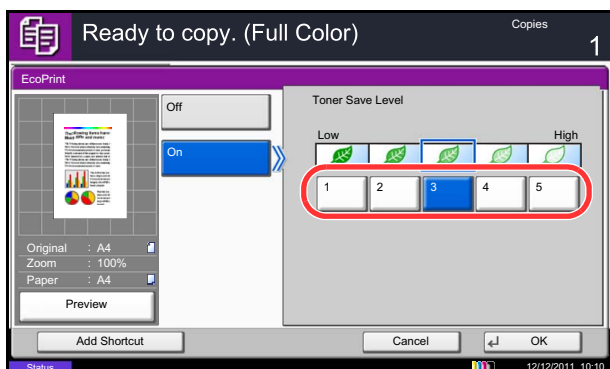 Ready to copy. (Full Color)
Copies
1
EcoPrint
Off
On
Toner Save Level
Low
High
1
2
3
4
5
Original : A4
Zoom : 100%
Paper : A4
Preview
Add Shortcut
Cancel
OK
Status
12/12/2011 10:10